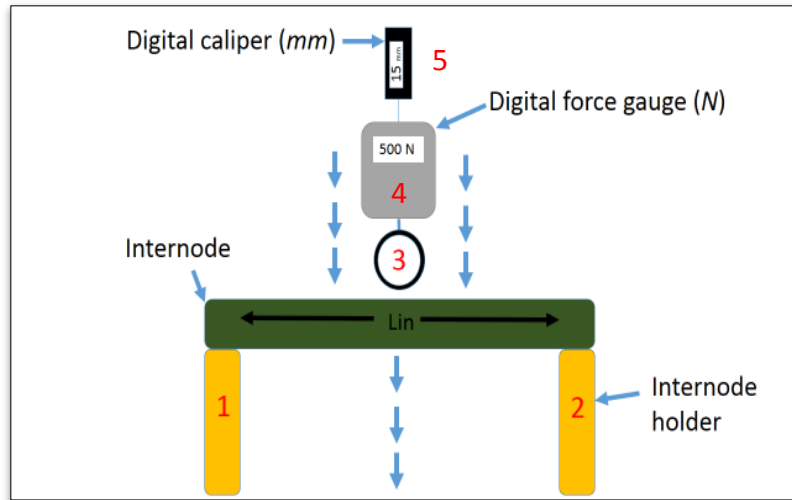 Digital caliper (mm)
15 mm
5
Digital force gauge (N)
500 N
4
3
Internode
Lin
1
2
Internode
holder